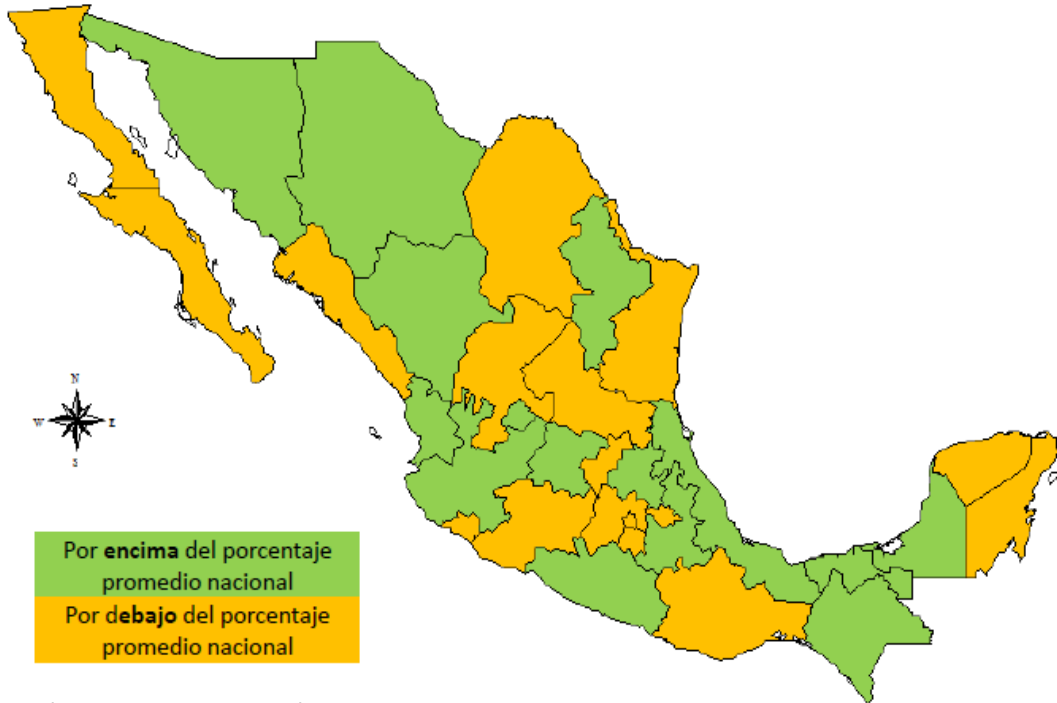 N
W
E
S
Por encima del porcentaje
promedio nacional
Por debajo del porcentaje
promedio nacional